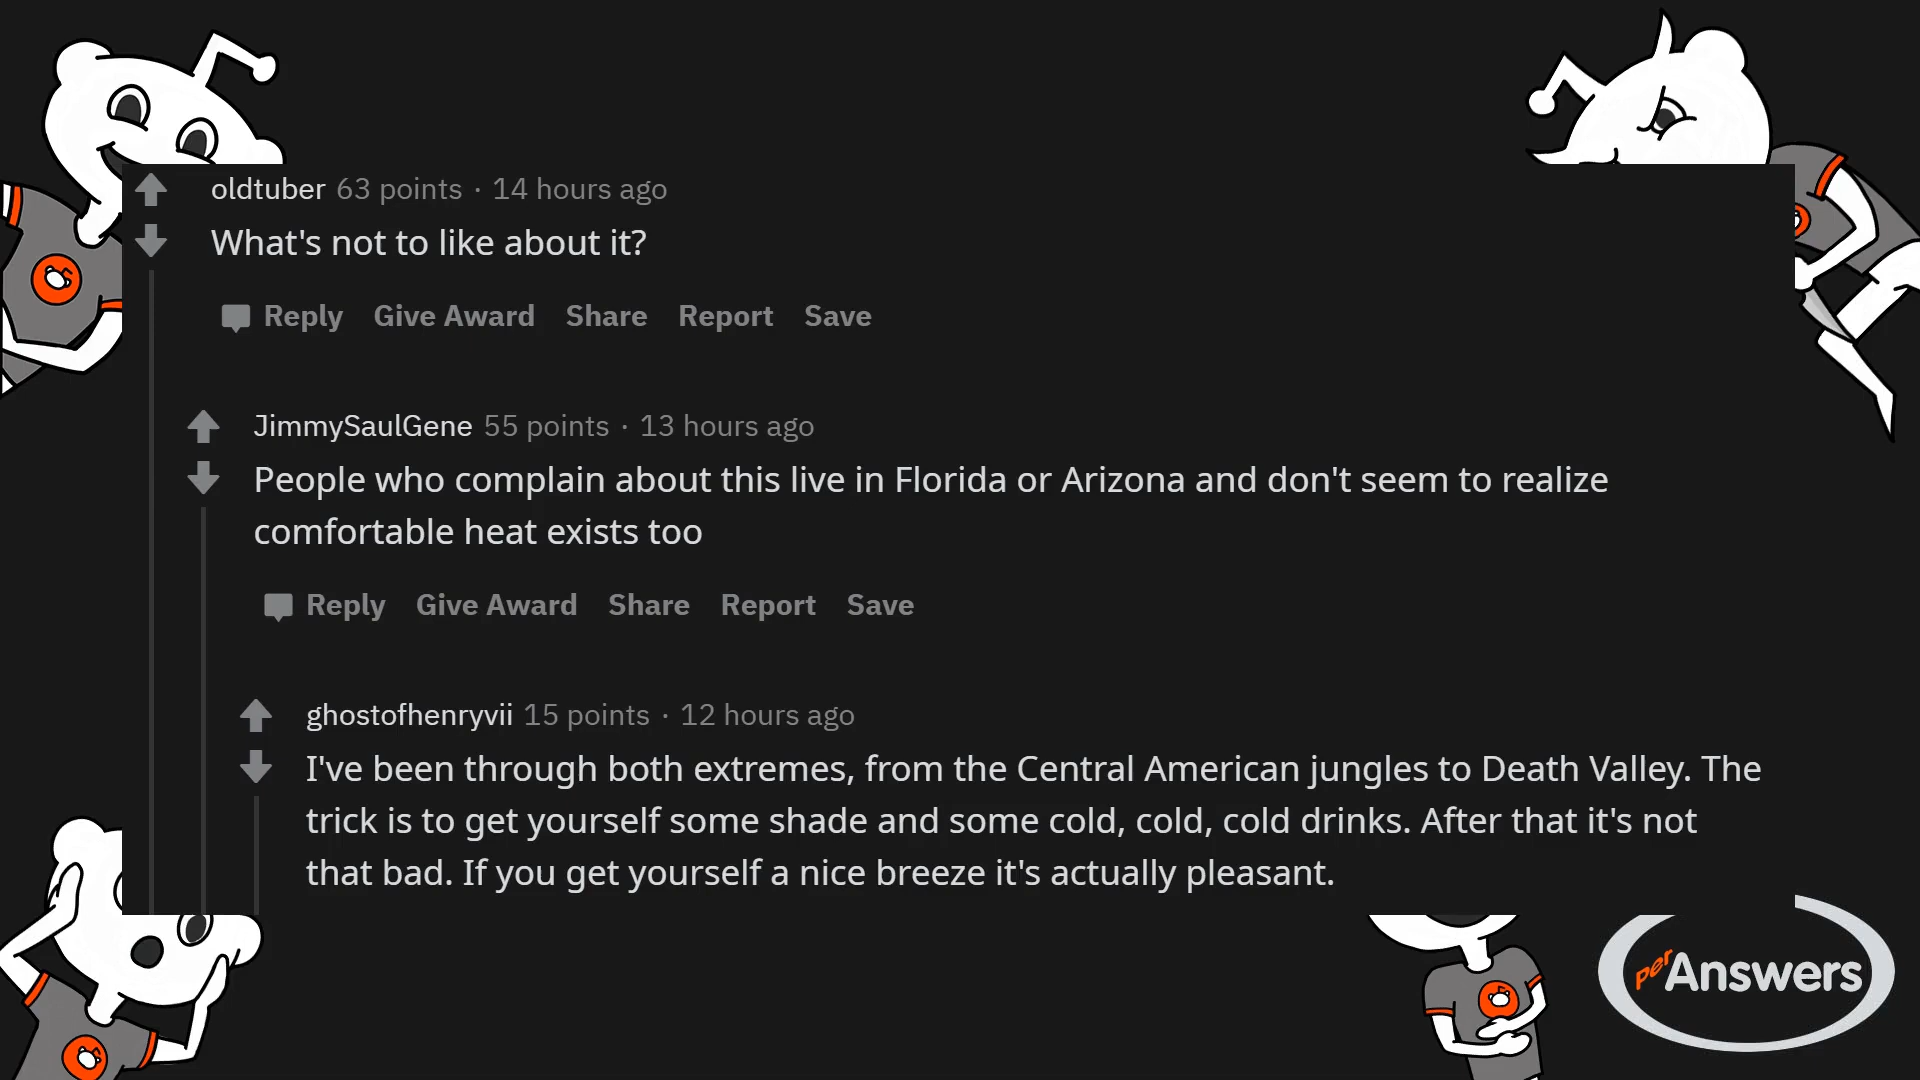 oldtuber 63 points · 14 hours ago
What's not to like about it?
Reply Give Award Share Report Save
JimmySaulGene 55 points · 13 hours ago
People who complain about this live in Florida or Arizona and don't seem to realize
comfortable heat exists too
Reply Give Award Share Report Save
ghostofhenryvii 15 points · 12 hours ago
I've been through both extremes, from the Central American jungles to Death Valley. The
trick is to get yourself some shade and some cold, cold, cold drinks. After that it's not
that bad. If you get yourself a nice breeze it's actually pleasant.
perAnswers